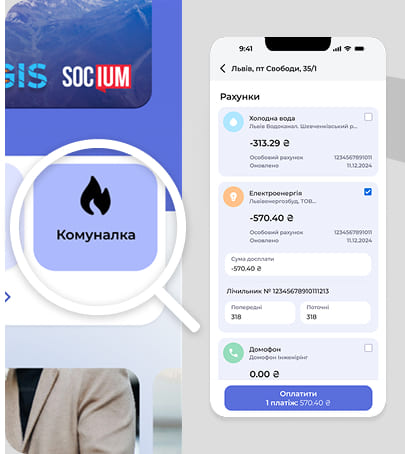 GIS
SOCIUM
Комуналка
9:41
Львів, пт Свободи, 35/1
Рахунки
Холодна вода
Львів Водоканал. Шевченківський р...
-313.29 ₴
Особовий рахунок 1234567891011
Оновлено 11.12.2024
Електроенергія
Львівенергозбуд, ТОВ...
-570.40 ₴
Особовий рахунок 1234567891011
Оновлено 11.12.2024
Сума доплати
-570.40 ₴
Лічильник № 12345678910111213
Попередні
318
Поточні
318
Домофон
Домофон Інжинірінг
0.00 ₴
Оплатити
1 платіж: 570.40 ₴